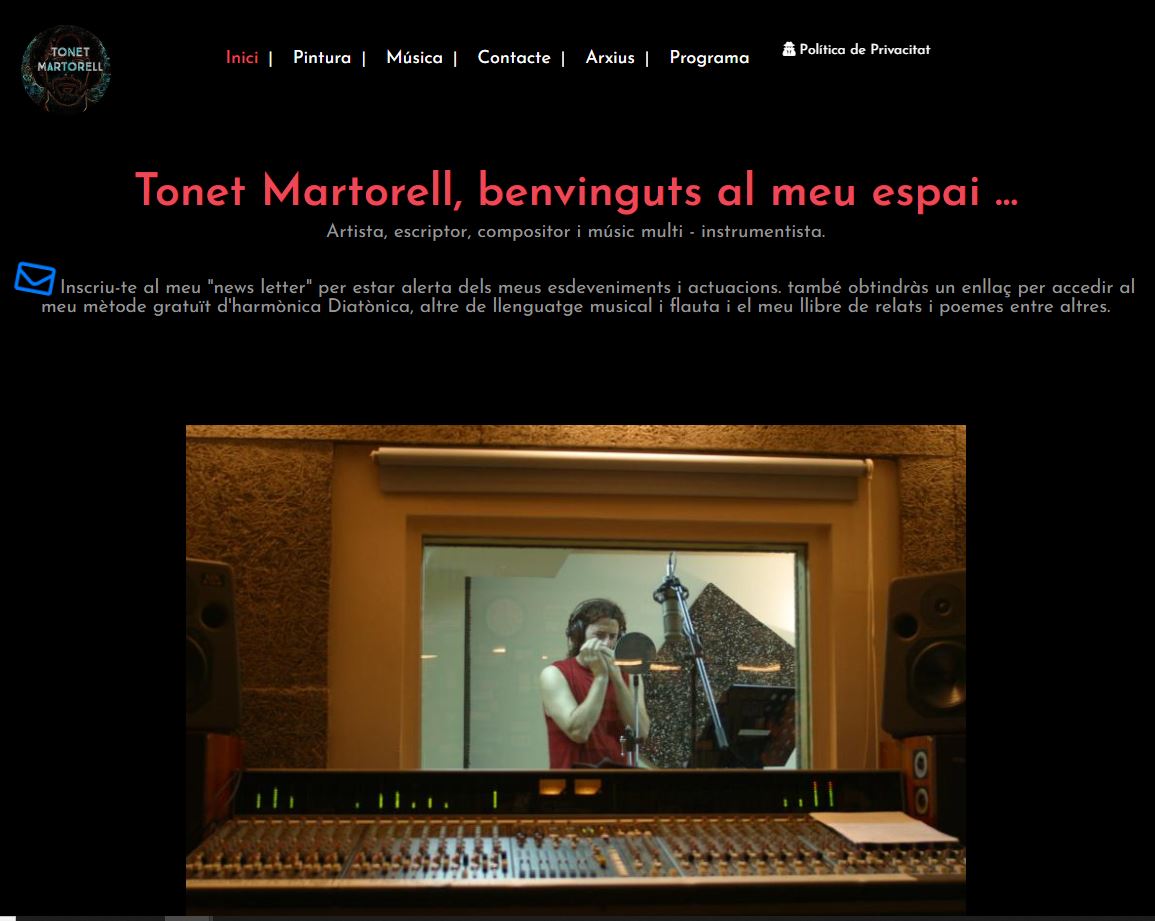 TONET
MARTORELL
Inici | Pintura | Música | Contacte | Arxius | Programa
Política de Privacitat
Tonet Martorell, benvinguts al meu espai ...
Artista, escriptor, compositor i músic multi - instrumentista.
Inscriu-te al meu "news letter" per estar alerta dels meus esdeveniments i actuacions. també obtindràs un enllaç per accedir al
meu mètode gratuït d'harmònica Diatònica, altre de llenguatge musical i flauta i el meu llibre de relats i poemes entre altres.